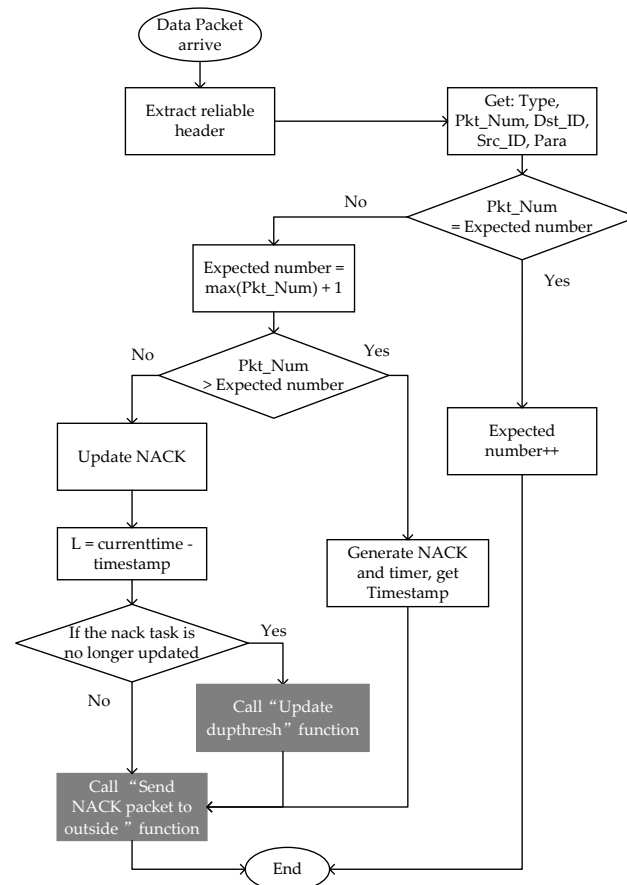 Data Packet
arrive
Extract reliable
header
Get: Type,
Pkt_Num, Dst_ID,
Src_ID, Para
Pkt_Num
= Expected number
No
Yes
Expected number =
max(Pkt_Num) + 1
Pkt_Num
> Expected number
No
Yes
Update NACK
Expected
number++
L = currenttime -
timestamp
Generate NACK
and timer, get
Timestamp
If the nack task is
no longer updated
Yes
No
Call “Update
dupthresh” function
Call “Send
NACK packet to
outside ” function
End